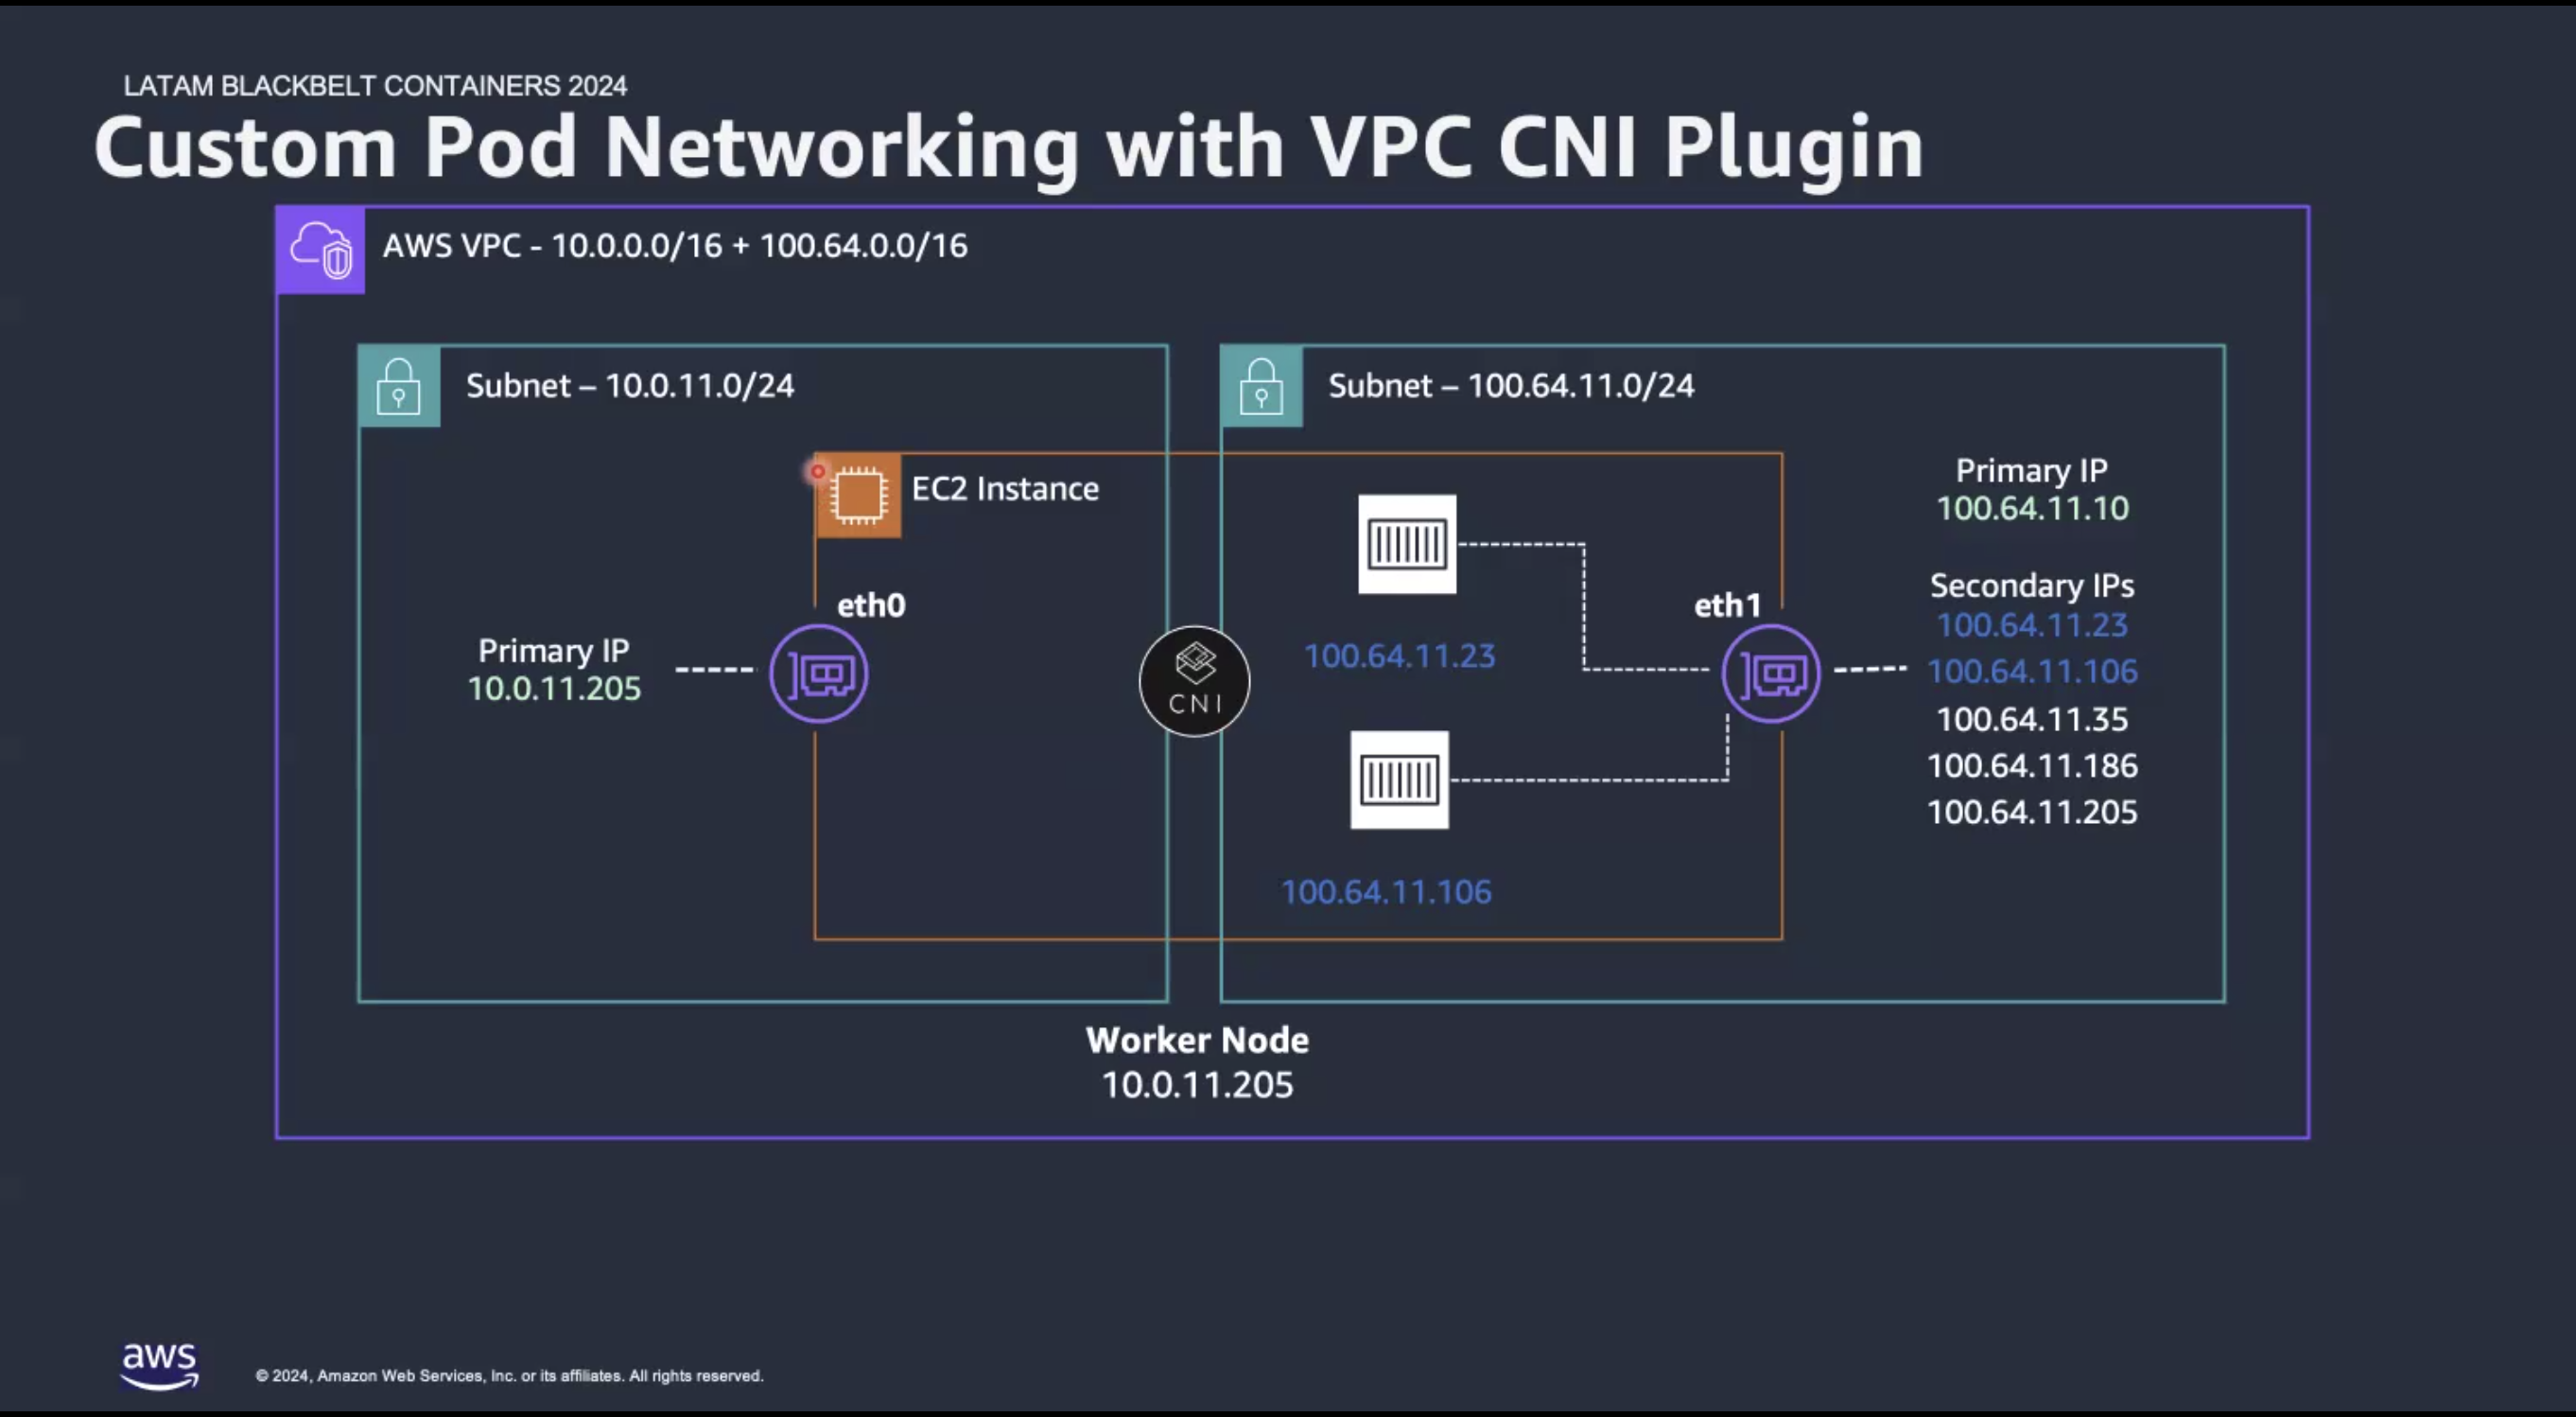 LATAM BLACKBELT CONTAINERS 2024
Custom Pod Networking with VPC CNI Plugin
AWS VPC - 10.0.0.0/16 + 100.64.0.0/16
Subnet – 10.0.11.0/24
Subnet – 100.64.11.0/24
EC2 Instance
eth0
Primary IP
10.0.11.205
CNI
100.64.11.23
100.64.11.106
eth1
Primary IP
100.64.11.10
Secondary IPs
100.64.11.23
100.64.11.106
100.64.11.35
100.64.11.186
100.64.11.205
Worker Node
10.0.11.205
aws
© 2024, Amazon Web Services, Inc. or its affiliates. All rights reserved.